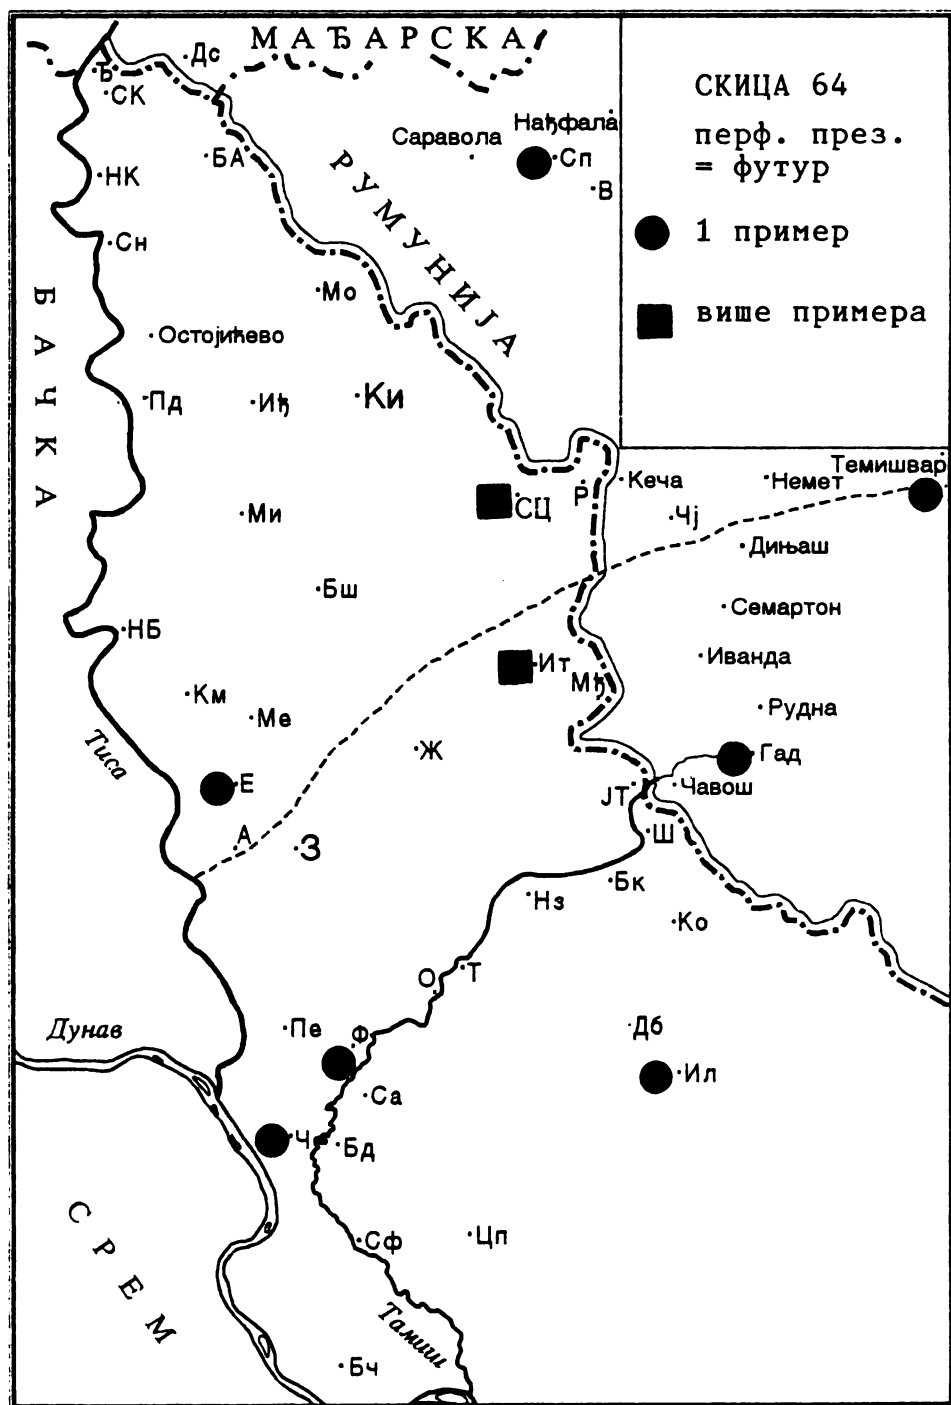 МАЂАРСКА
Дс
Ђ
СК
СКИЦА 64
перф. през.
= футур
1 пример
више примера
Нађфала
Саравола
Сп
БА
В
НК
РУМУНИЈА
Сн
Мо
БАЧКА
Остојићево
Пд
Иђ
Ки
Темишвар
Кеча
Немет
Р
СЦ
Чј
Ми
Дињаш
Бш
Семартон
НБ
Иванда
Ит
Мђ
Км
Рудна
Ме
Тиса
Ж
Гад
Е
ЈТ
Чавош
А
З
Ш
Бк
Нз
Ко
Т
О
Дунав
Пе
Ф
Дб
Ил
Са
Ч
Бд
СРЕМ
Сф
Цп
Тамиш
Бч